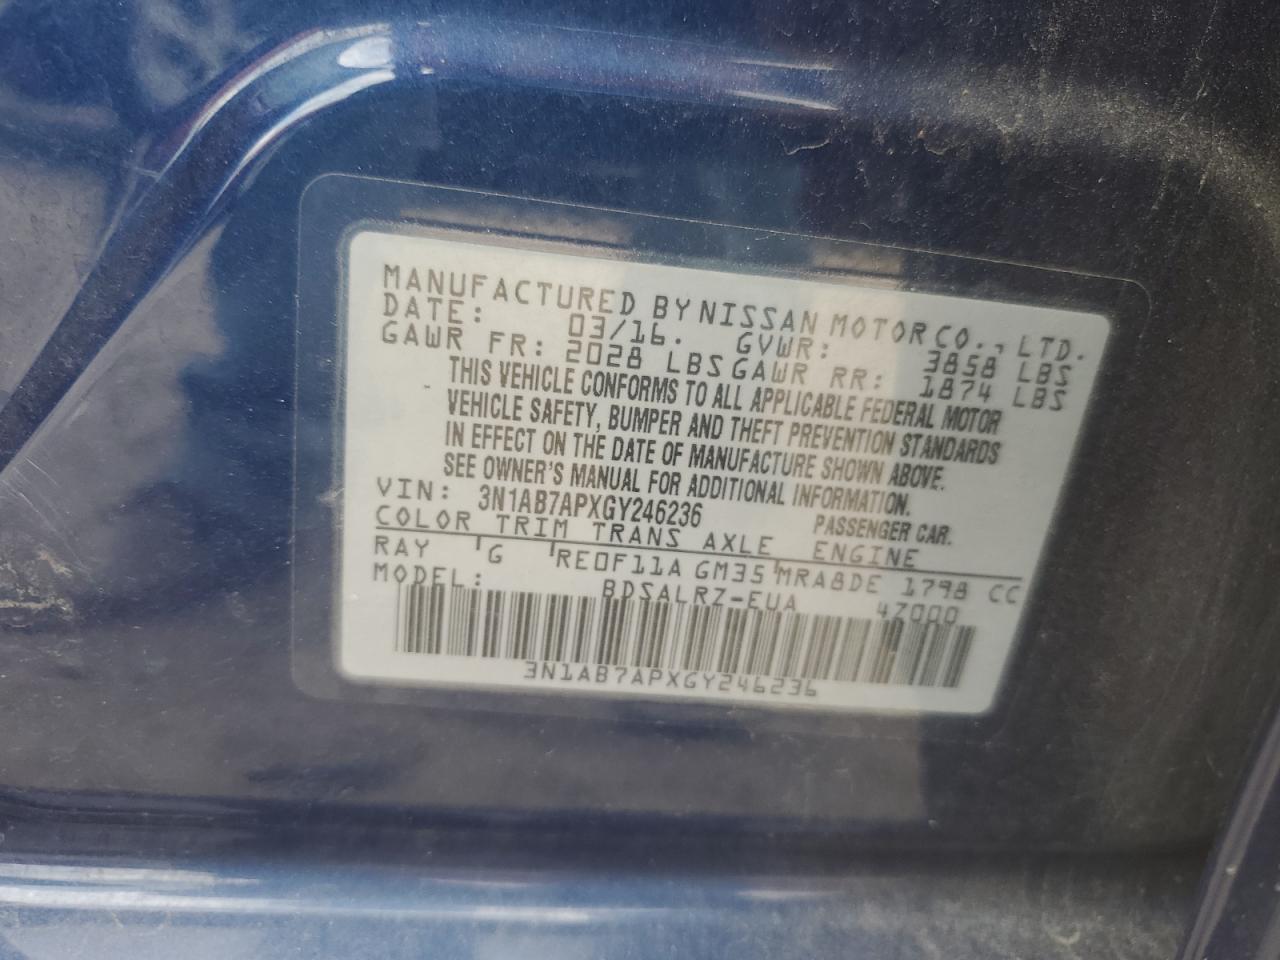 MANUFACTURED BY NISSAN MOTOR CO., LTD.
DATE: 03/16. GVWR: 3858 LBS
GAWR FR: 2028 LBS GAWR RR: 1874 LBS
THIS VEHICLE CONFORMS TO ALL APPLICABLE FEDERAL MOTOR
VEHICLE SAFETY, BUMPER AND THEFT PREVENTION STANDARDS
IN EFFECT ON THE DATE OF MANUFACTURE SHOWN ABOVE.
SEE OWNER'S MANUAL FOR ADDITIONAL INFORMATION.
VIN: 3N1AB7APXGY246236 PASSENGER CAR.
COLOR TRIM TRANS AXLE ENGINE
RAY G RE0F11A GM35 MRA8DE 1798 CC
MODEL: BDSALRZ-EUA 47000
3N1AB7APXGY246236